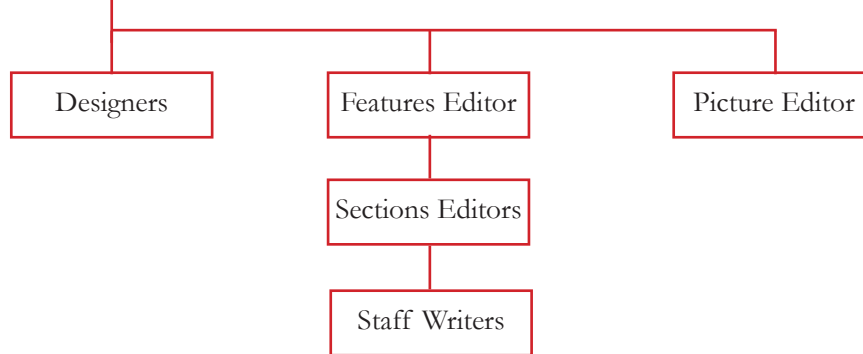 Designers
Features Editor
Picture Editor
Sections Editors
Staff Writers